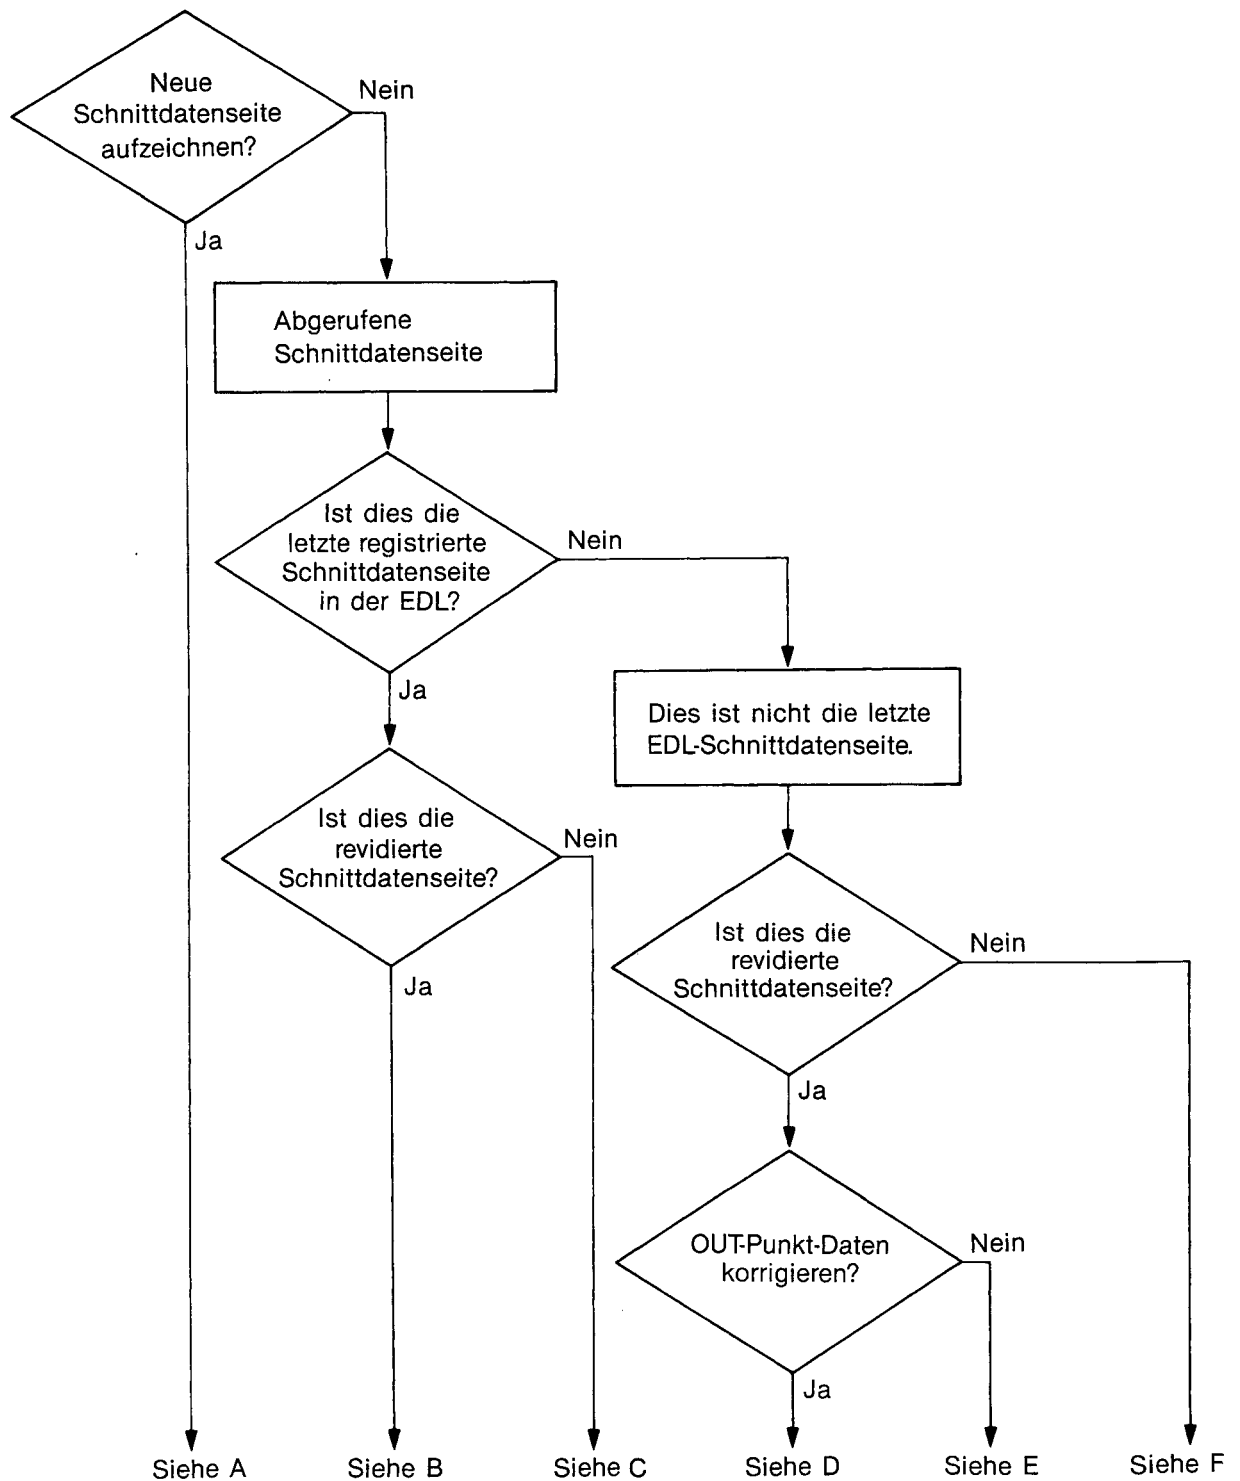 Neue
Schnittdatenseite
aufzeichnen?
Nein
Ja
Abgerufene
Schnittdatenseite
Ist dies die
letzte registrierte
Schnittdatenseite
in der EDL?
Nein
Ja
Dies ist nicht die letzte
EDL-Schnittdatenseite.
Ist dies die
revidierte
Schnittdatenseite?
Nein
Ja
Ist dies die
revidierte
Schnittdatenseite?
Nein
Ja
OUT-Punkt-Daten
korrigieren?
Nein
Ja
Siehe A
Siehe B
Siehe C
Siehe D
Siehe E
Siehe F